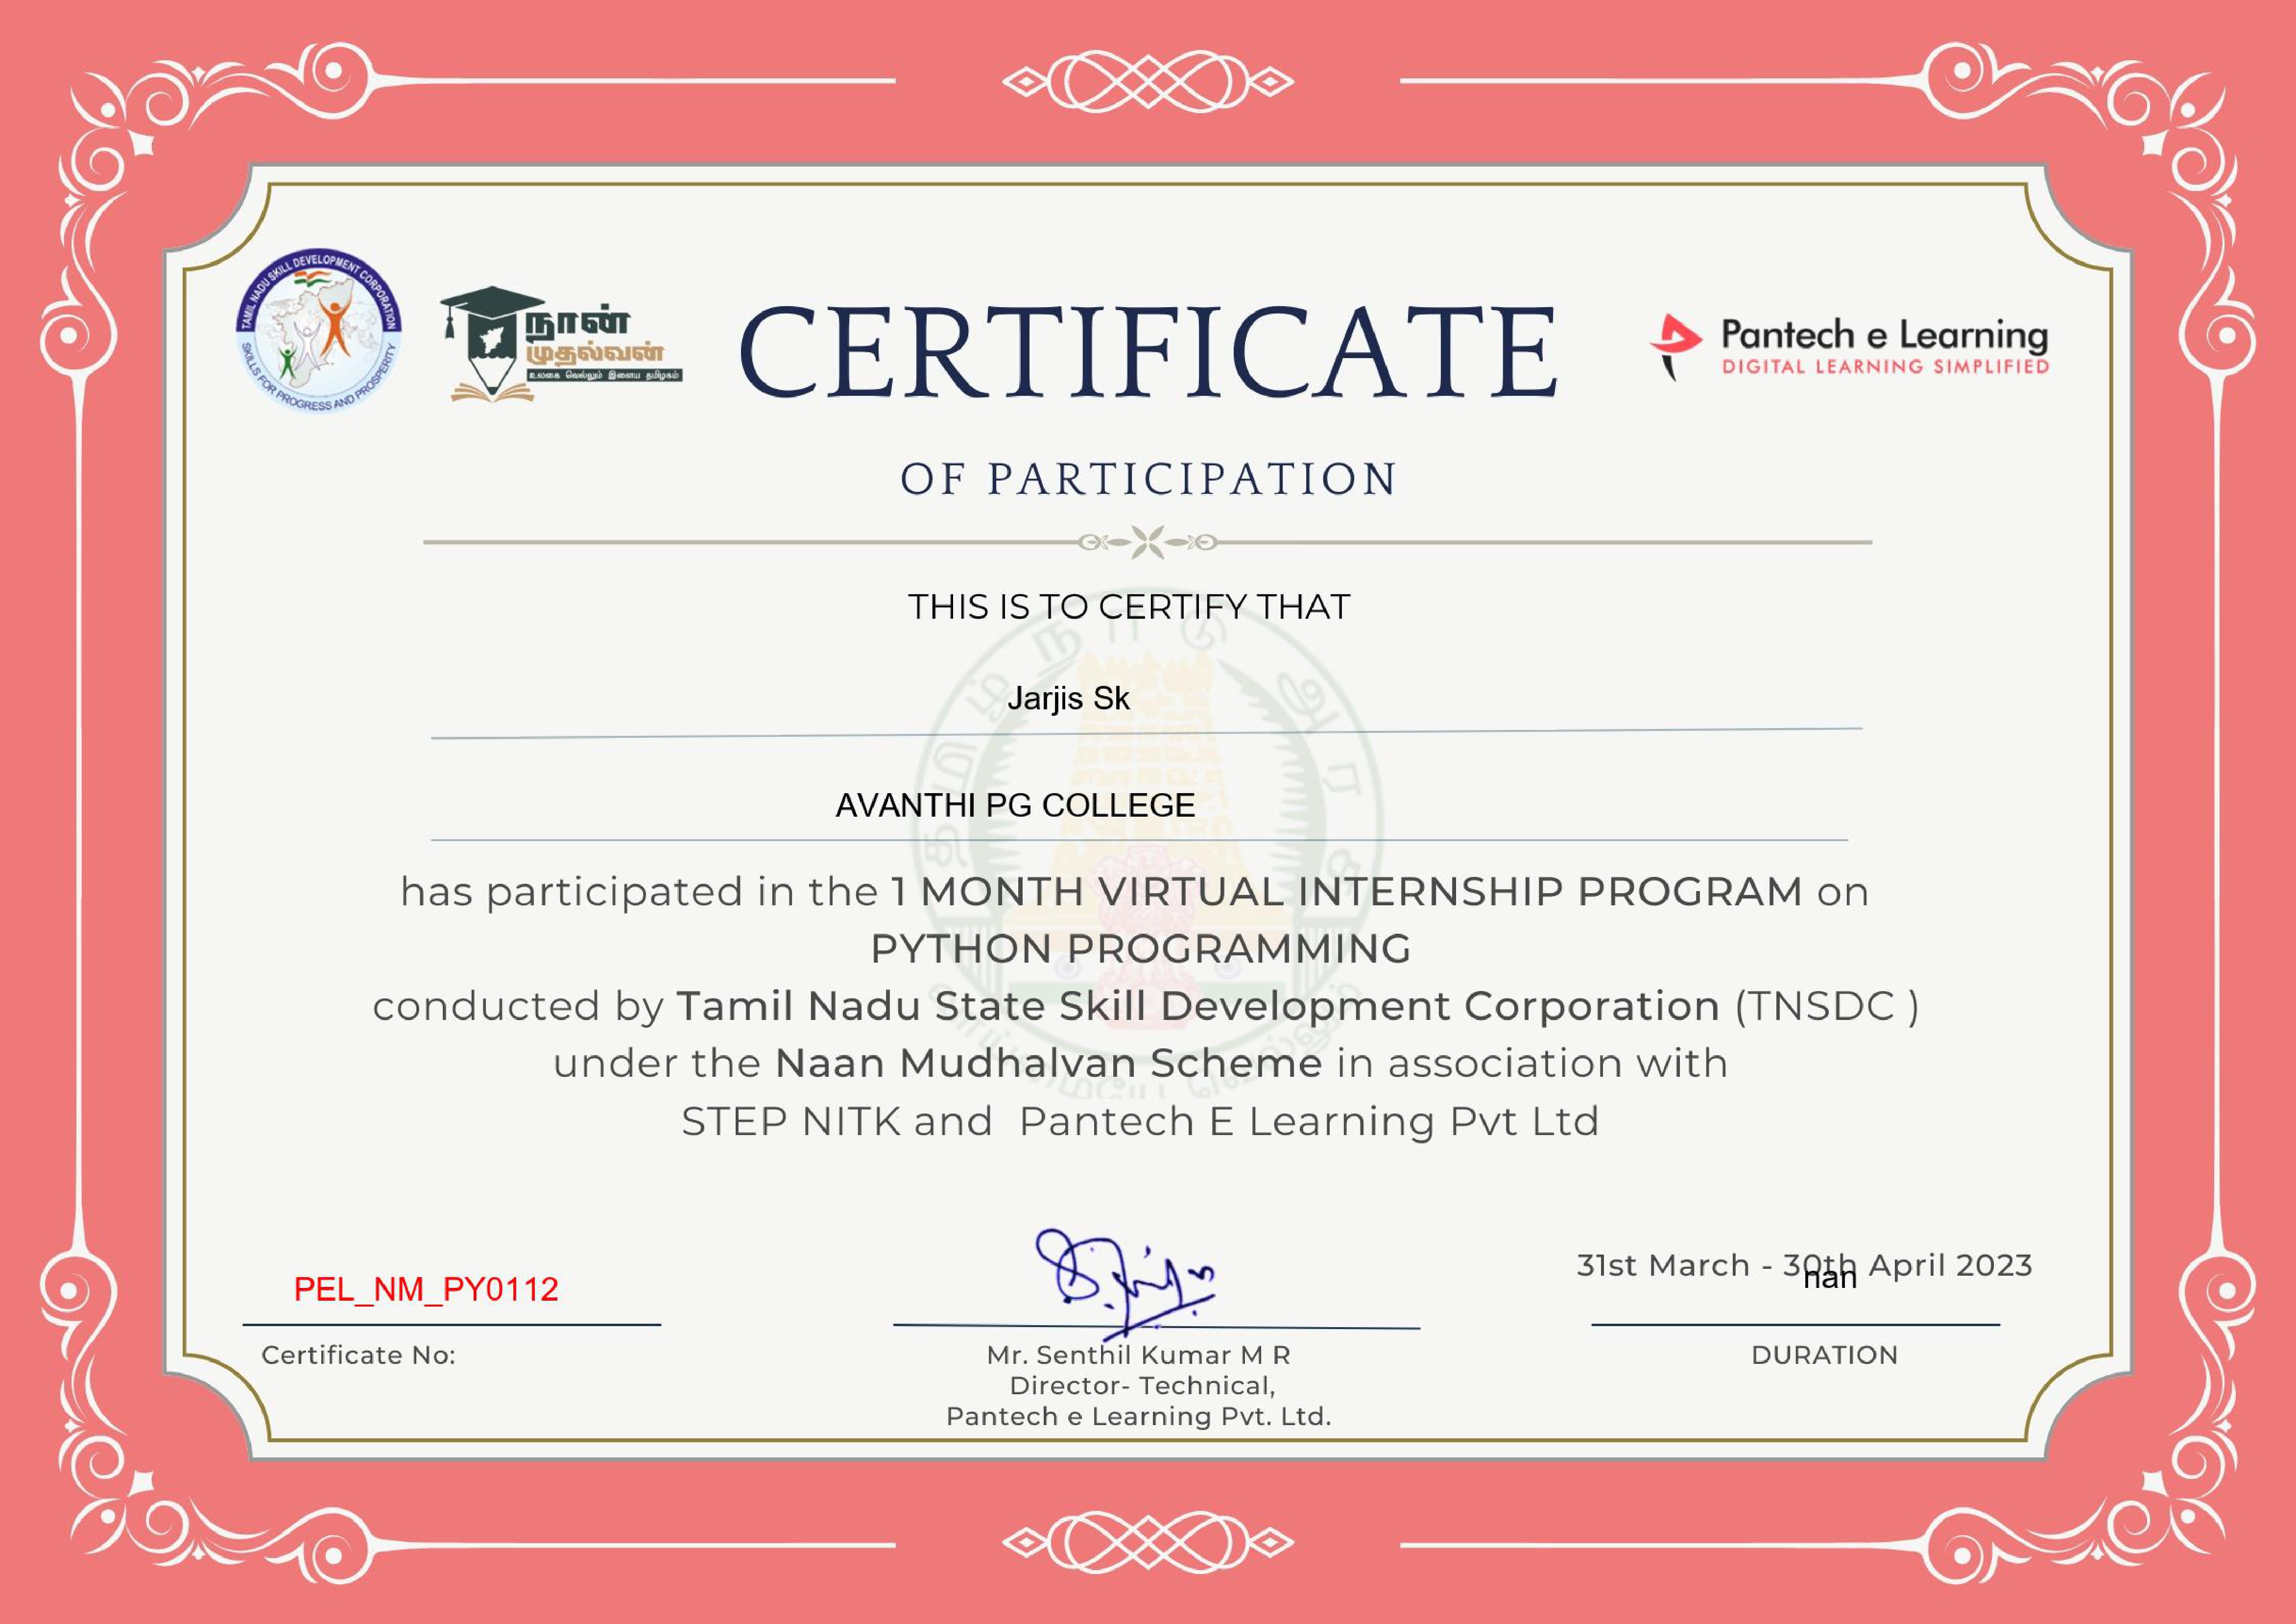 TAMIL NADU SKILL DEVELOPMENT CORPORATION
SKILLS FOR PROGRESS AND PROSPERITY
நான்
முதல்வன்
உலகை வெல்லும் இளைய தமிழகம்
CERTIFICATE
Pantech e Learning
DIGITAL LEARNING SIMPLIFIED
OF PARTICIPATION
THIS IS TO CERTIFY THAT
Jarjis Sk
AVANTHI PG COLLEGE
has participated in the 1 MONTH VIRTUAL INTERNSHIP PROGRAM on
PYTHON PROGRAMMING
conducted by Tamil Nadu State Skill Development Corporation (TNSDC )
under the Naan Mudhalvan Scheme in association with
STEP NITK and Pantech E Learning Pvt Ltd
31st March - 30th April 2023
nan
PEL_NM_PY0112
Certificate No:
Mr. Senthil Kumar M R
Director- Technical,
Pantech e Learning Pvt. Ltd.
DURATION
தமிழ் நாடு அரசு